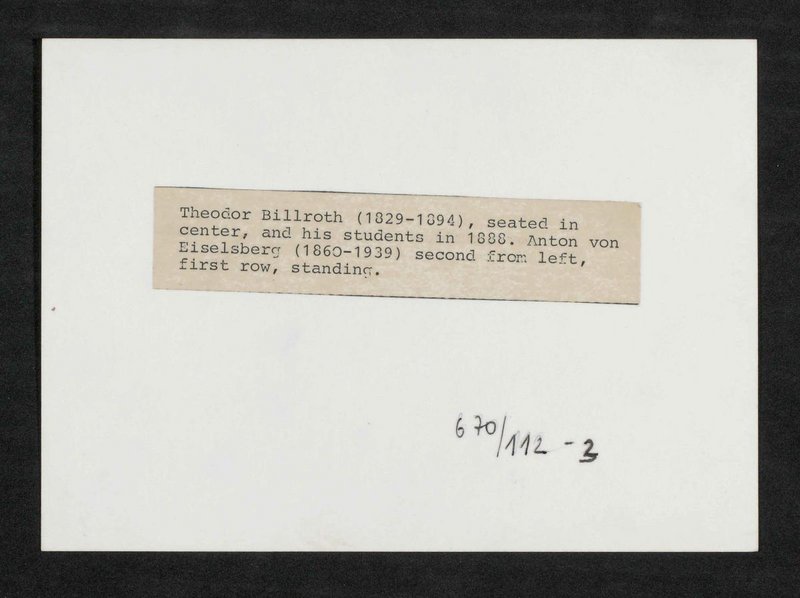 Theodor Billroth (1829-1894), seated in
center, and his students in 1888. Anton von
Eiselsberg (1860-1939) second from left,
first row, standing.
670/112-3